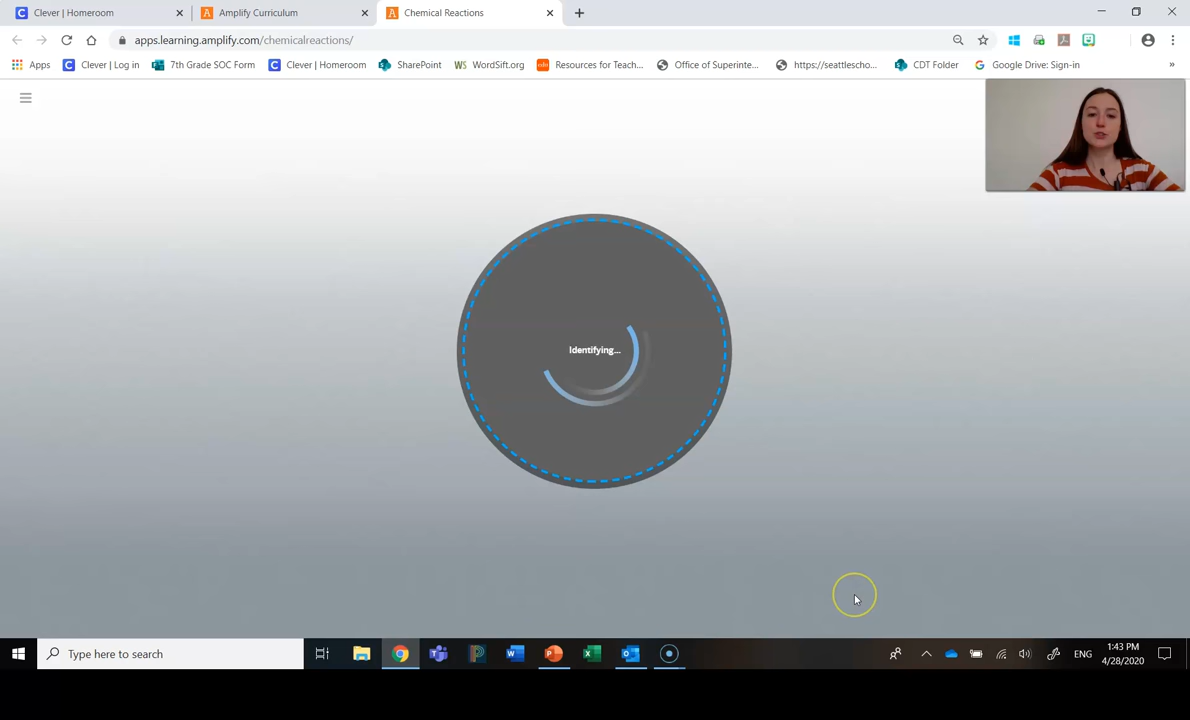 Clever | Homeroom
Amplify Curriculum
Chemical Reactions
apps.learning.amplify.com/chemicalreactions/
Apps
Clever | Log in
7th Grade SOC Form
Clever | Homeroom
SharePoint
WordSift.org
Resources for Teach...
Office of Superinte...
https://seattlescho...
CDT Folder
Google Drive: Sign-in
»
Identifying...
Type here to search
ENG
1:43 PM
4/28/2020